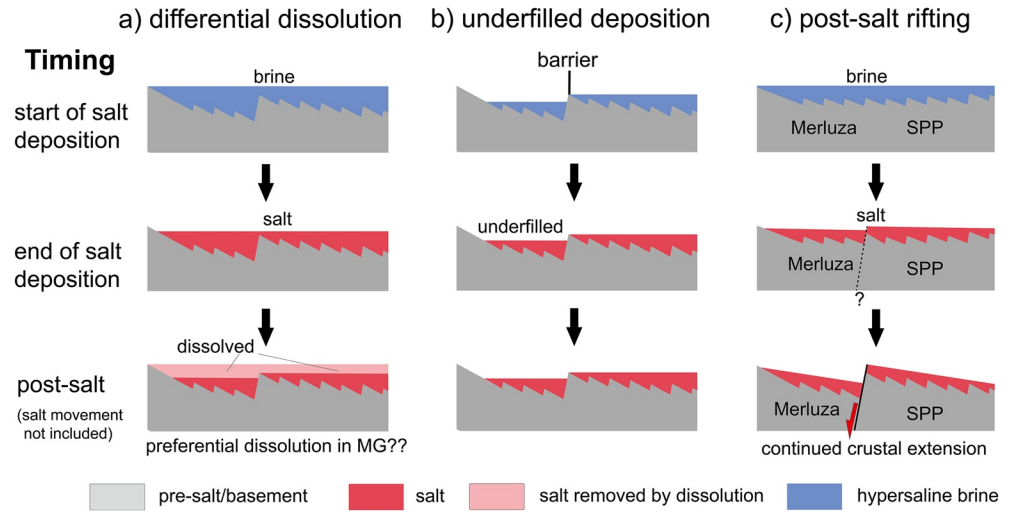 a) differential dissolution
b) underfilled deposition
c) post-salt rifting
Timing
start of salt
deposition
brine
barrier
brine
Merluza
SPP
end of salt
deposition
salt
underfilled
salt
Merluza
SPP
?
post-salt
(salt movement
not included)
dissolved
preferential dissolution in MG??
Merluza
SPP
continued crustal extension
pre-salt/basement
salt
salt removed by dissolution
hypersaline brine